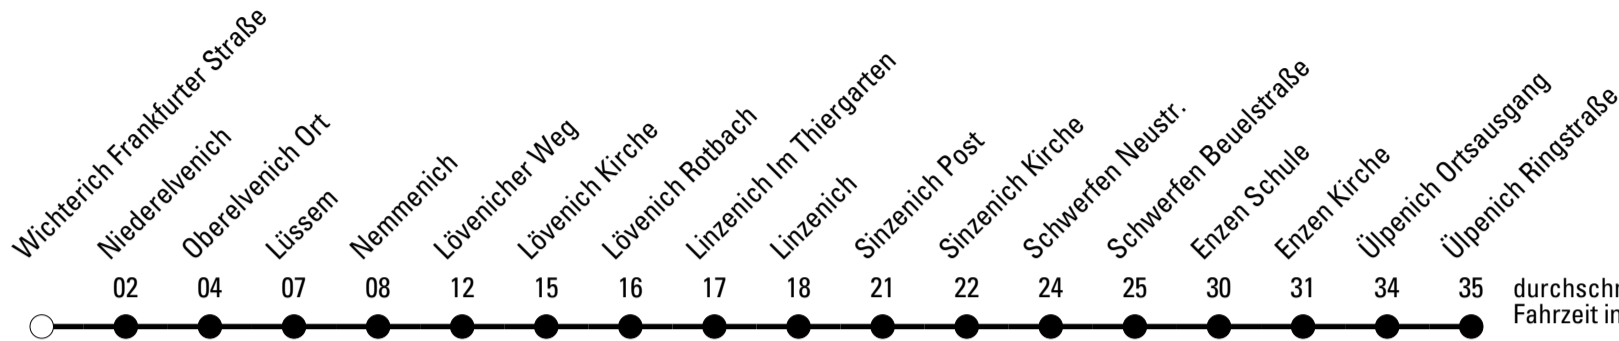 Wichterich Frankfurter Straße
Niederelvenich
Oberelvenich Ort
Lüssem
Nemmenich
Lövenicher Weg
Lövenich Kirche
Lövenich Rotbach
Linzenich Im Thiergarten
Linzenich
Sinzenich Post
Sinzenich Kirche
Schwerfen Neustr.
Schwerfen Beuelstraße
Enzen Schule
Enzen Kirche
Ülpenich Ortsausgang
Ülpenich Ringstraße
02 04 07 08 12 15 16 17 18 21 22 24 25 30 31 34 35
Fahrzeit in